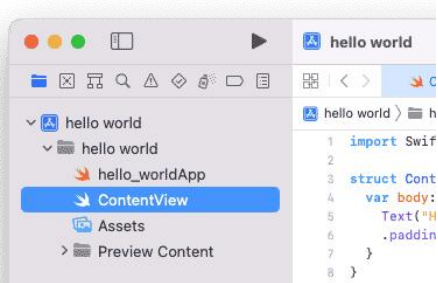 hello world
hello world
hello world
hello_worldApp
ContentView
Assets
Preview Content
hello world
1 import Swif
2
3 struct Cont
4 var body:
5 Text("H
6 .paddin
7 }
8 }